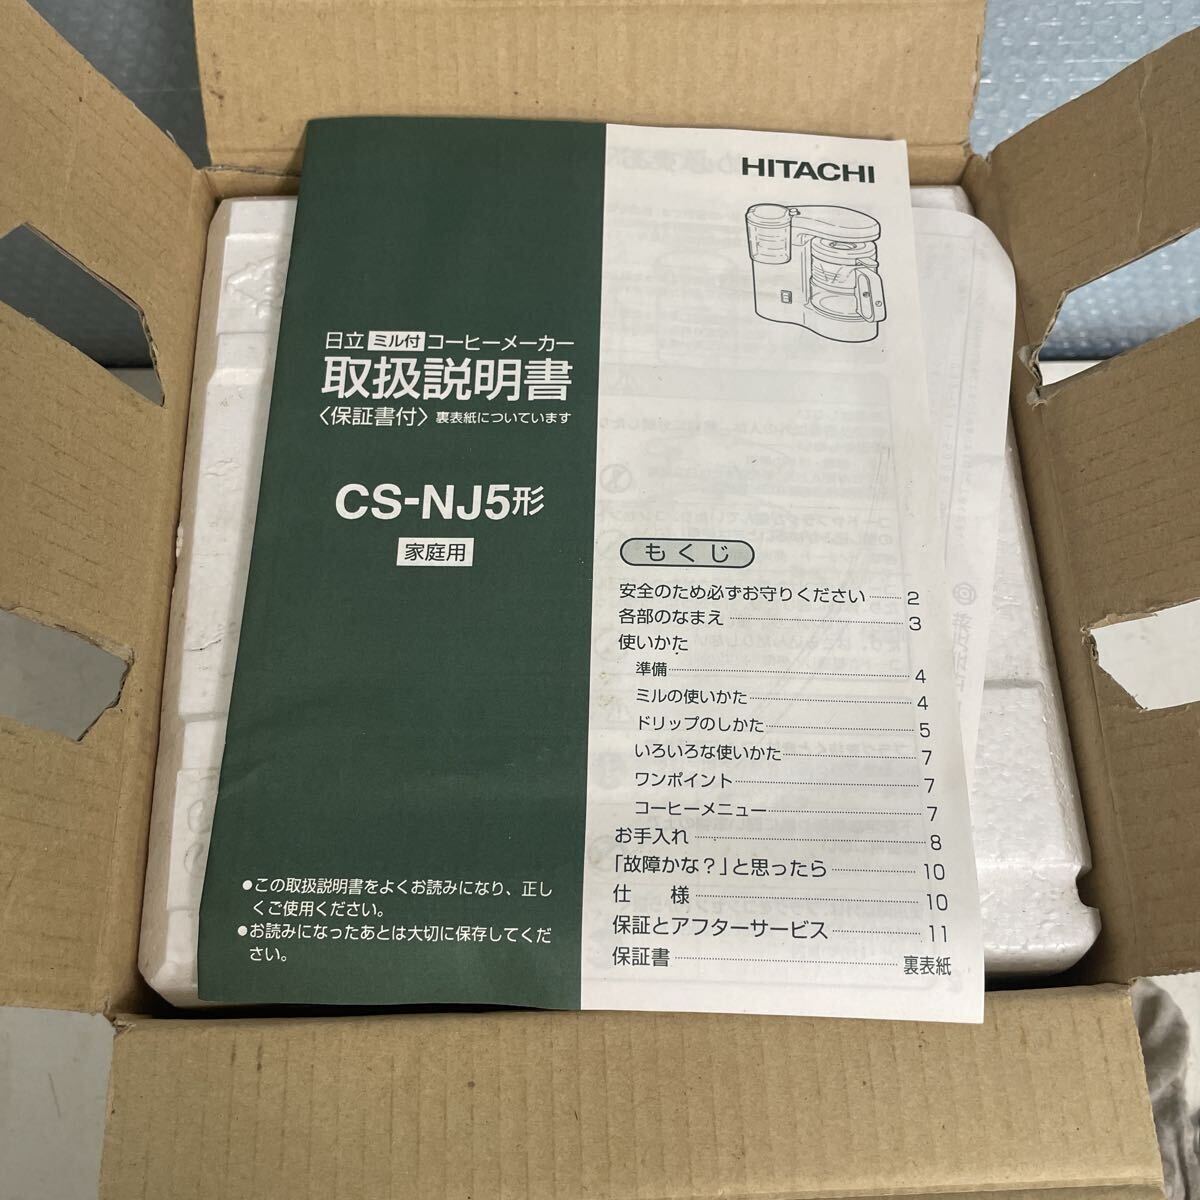 HITACHI
日立 ミル付 コーヒーメーカー
取扱説明書
〈保証書付〉 裏表紙についています
CS-NJ5形
家庭用
●この取扱説明書をよくお読みになり、正し
くご使用ください。
●お読みになったあとは大切に保存してくだ
さい。
もくじ
安全のため必ずお守りください 2
各部のなまえ 3
使いかた
準備 4
ミルの使いかた 4
ドリップのしかた 5
いろいろな使いかた 7
ワンポイント 7
コーヒーメニュー 7
お手入れ 8
「故障かな？」と思ったら 10
仕 様 10
保証とアフターサービス 11
保証書 裏表紙